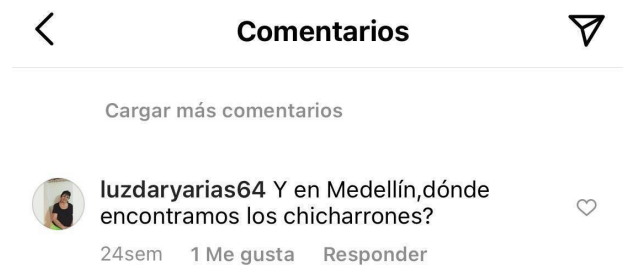 Comentarios
Cargar más comentarios
luzdaryarias64 Y en Medellín,dónde
encontramos los chicharrones?
24sem 1 Me gusta Responder